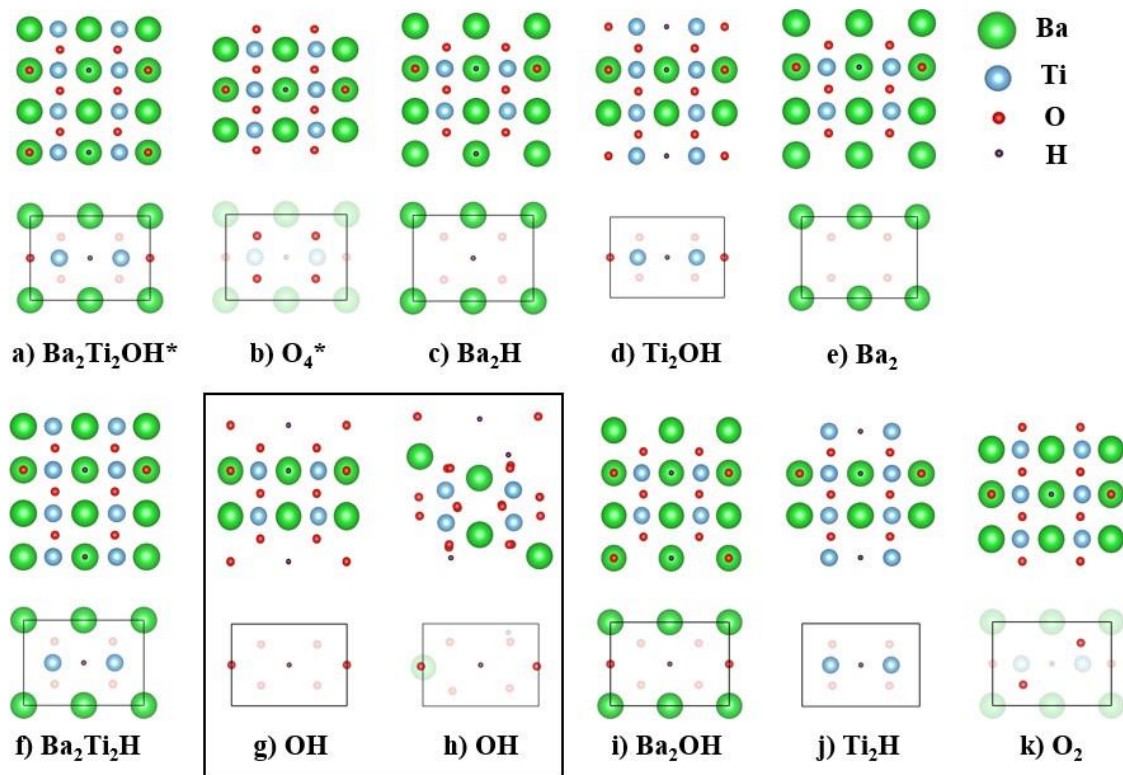 Ba
Ti
O
H
a) Ba₂Ti₂OH*
b) O₄*
c) Ba₂H
d) Ti₂OH
e) Ba₂
f) Ba₂Ti₂H
g) OH
h) OH
i) Ba₂OH
j) Ti₂H
k) O₂